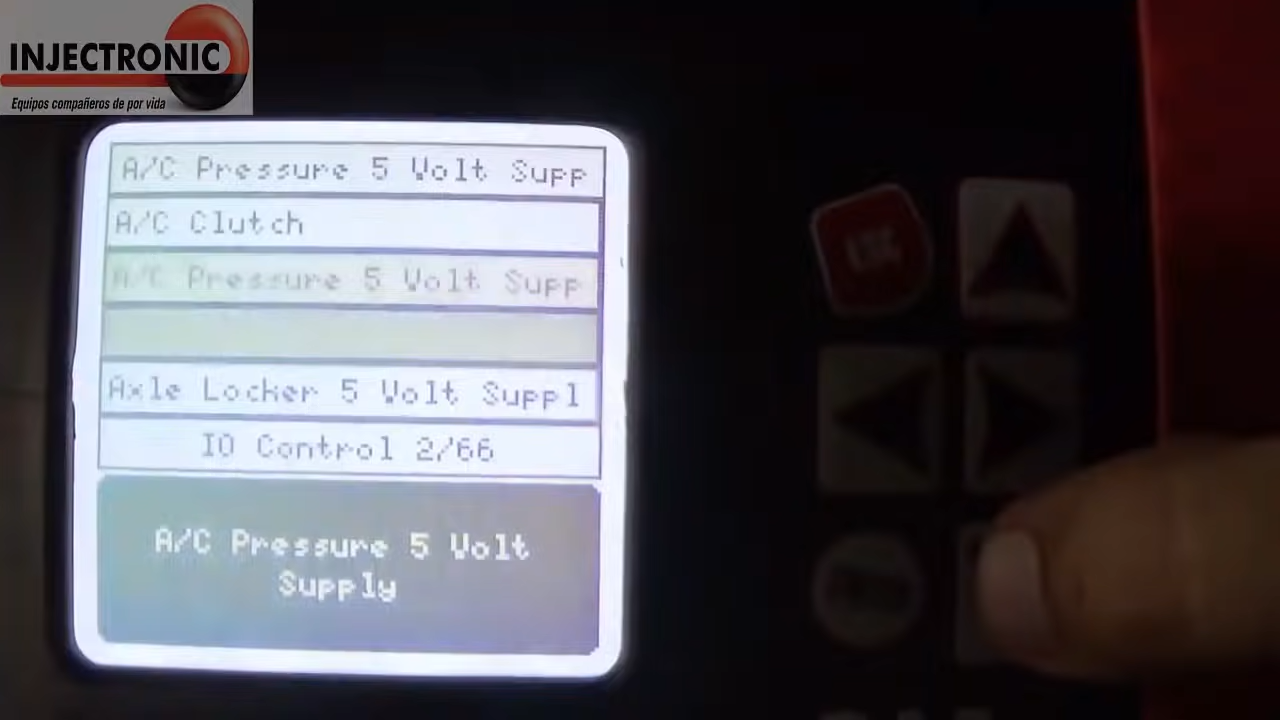 INJECTRONIC
Equipos compañeros de por vida
A/C Pressure 5 Volt Supp
A/C Clutch
A/C Pressure 5 Volt Supp
Axle Locker 5 Volt Suppl
IO Control 2/66
A/C Pressure 5 Volt
Supply